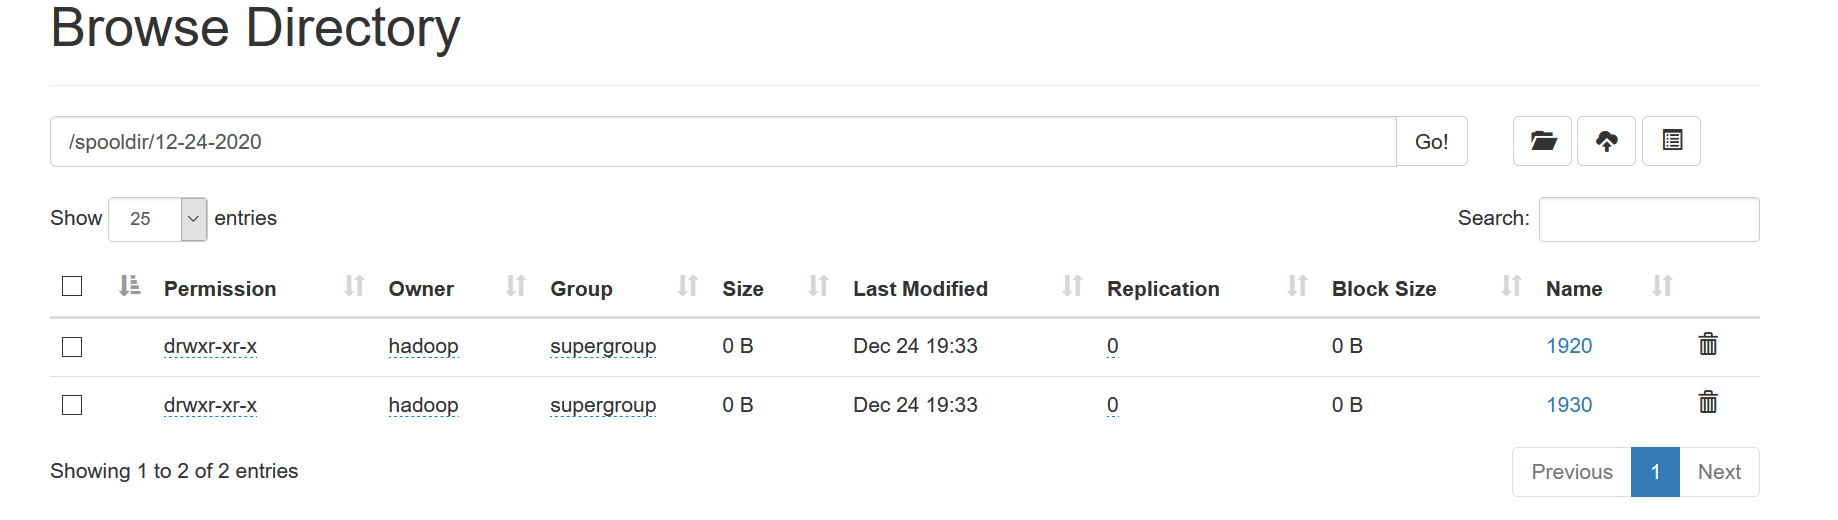 Browse Directory
/spooldir/12-24-2020 Go!
Show 25 entries Search:
Permission Owner Group Size Last Modified Replication Block Size Name
drwxr-xr-x hadoop supergroup 0 B Dec 24 19:33 0 0 B 1920
drwxr-xr-x hadoop supergroup 0 B Dec 24 19:33 0 0 B 1930
Showing 1 to 2 of 2 entries Previous 1 Next